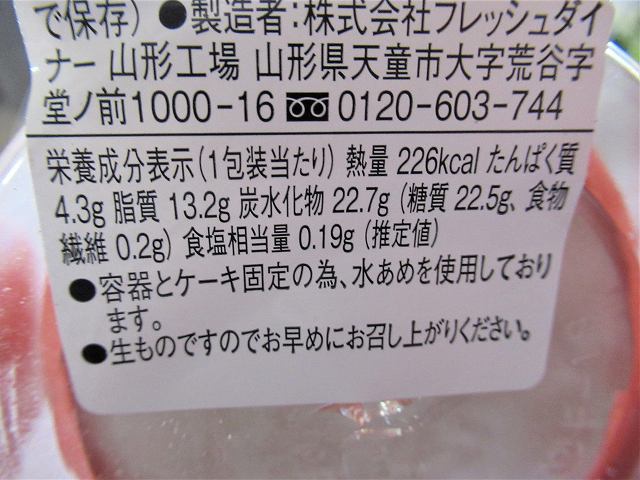 で保存) ●製造者:株式会社フレッシュダイ
ナー 山形工場 山形県天童市大字荒谷字
堂ノ前1000-16 0120-603-744
栄養成分表示(1包装当たり) 熱量 226kcal たんぱく質
4.3g 脂質 13.2g 炭水化物 22.7g (糖質 22.5g、食物
繊維 0.2g) 食塩相当量 0.19g (推定値)
●容器とケーキ固定の為、水あめを使用しており
ます。
●生ものですのでお早めにお召し上がりください。